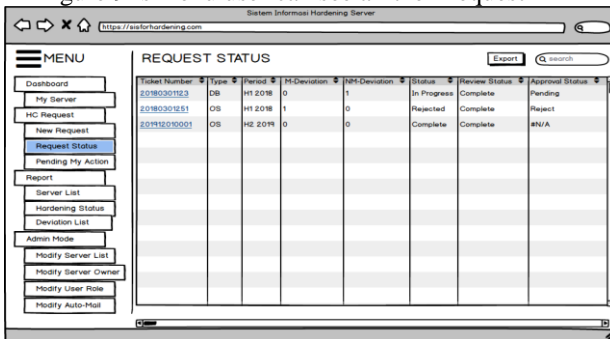 Sistem Informasi Hardening Server
https://sisforhardening.com
MENU
REQUEST STATUS
Export
search
Dashboard
My Server
HC Request
New Request
Request Status
Pending My Action
Report
Server List
Hardening Status
Deviation List
Admin Mode
Modify Server List
Modify Server Owner
Modify User Role
Modify Auto-Mail
Ticket Number Type Period M-Deviation NM-Deviation Status Review Status Approval Status
20180301123 DB H1 2018 0 1 In Progress Complete Pending
20180301251 OS H1 2018 1 0 Rejected Complete Reject
201912010001 OS H2 2019 0 0 Complete Complete #N/A